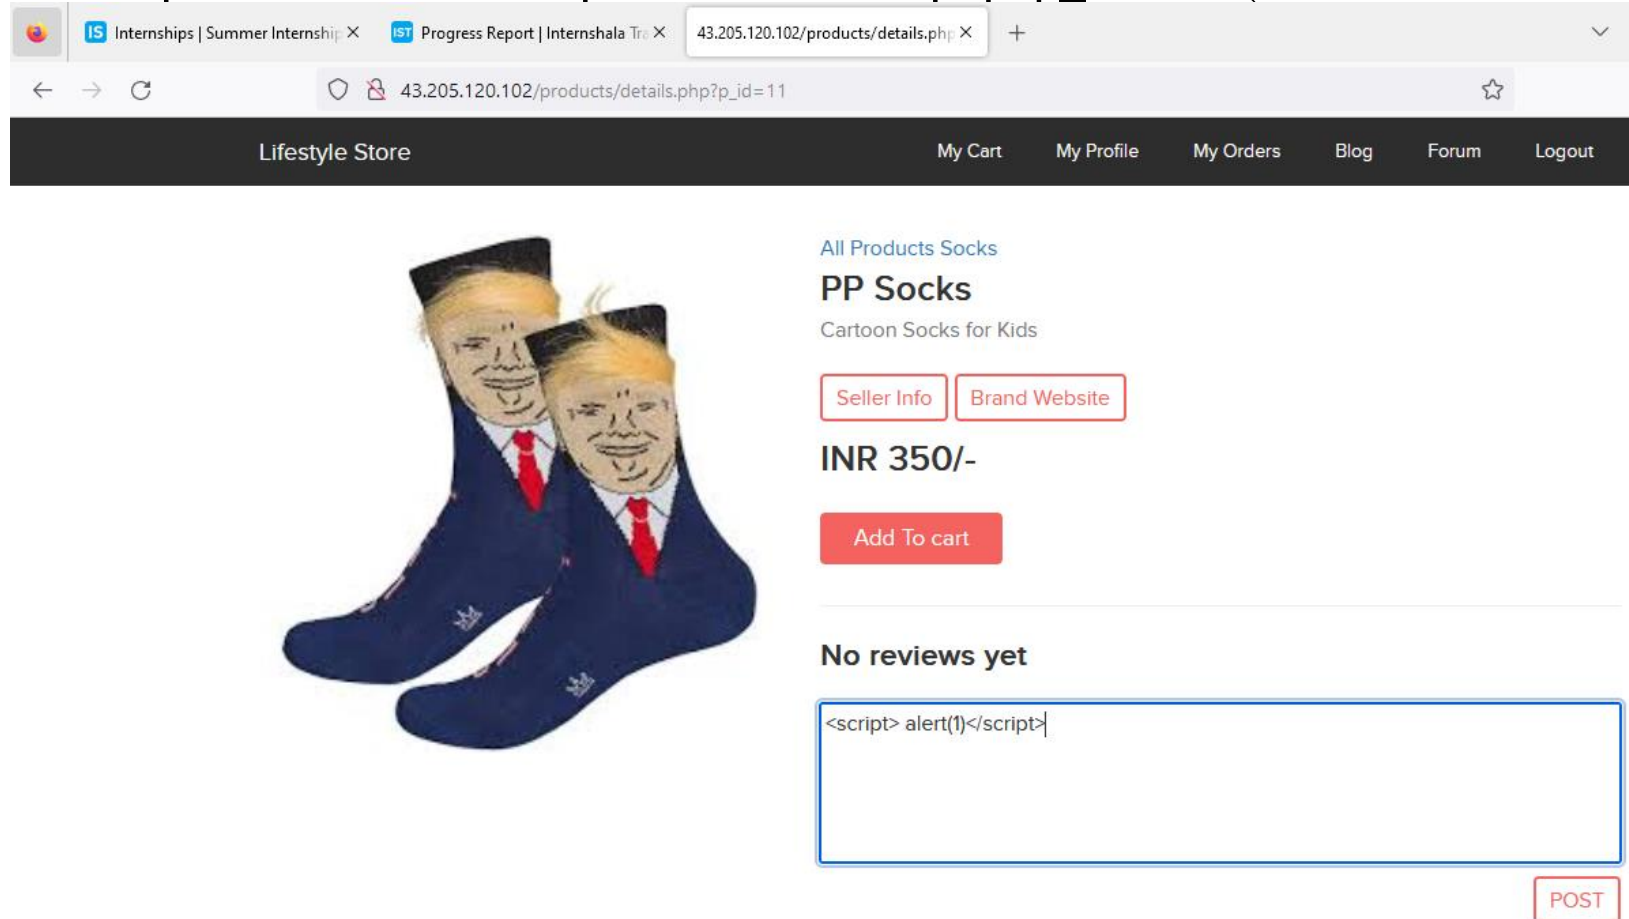 Internships | Summer Internship
Progress Report | Internshala Tra
43.205.120.102/products/details.php
43.205.120.102/products/details.php?p_id=11
Lifestyle Store
My Cart
My Profile
My Orders
Blog
Forum
Logout
All Products Socks
PP Socks
Cartoon Socks for Kids
Seller Info
Brand Website
INR 350/-
Add To cart
No reviews yet
<script> alert(1)</script>
POST